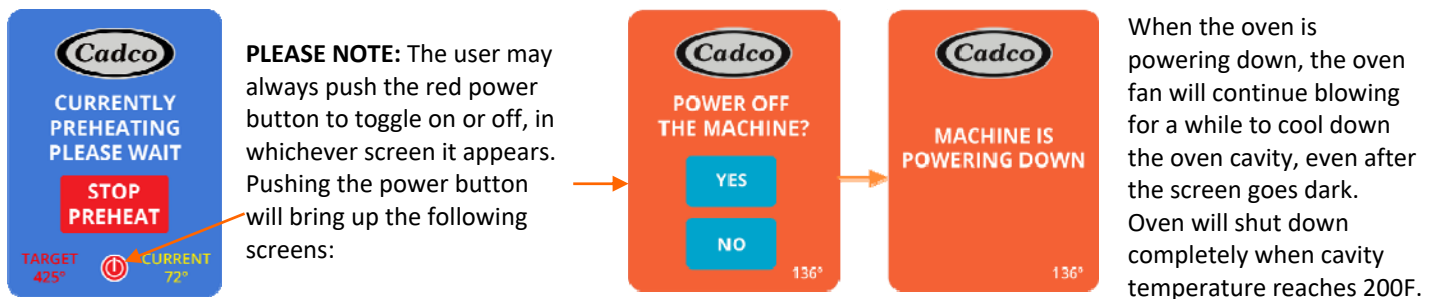 Cadco
CURRENTLY
PREHEATING
PLEASE WAIT
STOP
PREHEAT
TARGET
425°
CURRENT
72°
PLEASE NOTE: The user may
always push the red power
button to toggle on or off, in
whichever screen it appears.
Pushing the power button
will bring up the following
screens:
Cadco
POWER OFF
THE MACHINE?
YES
NO
136°
Cadco
MACHINE IS
POWERING DOWN
136°
When the oven is
powering down, the oven
fan will continue blowing
for a while to cool down
the oven cavity, even after
the screen goes dark.
Oven will shut down
completely when cavity
temperature reaches 200F.